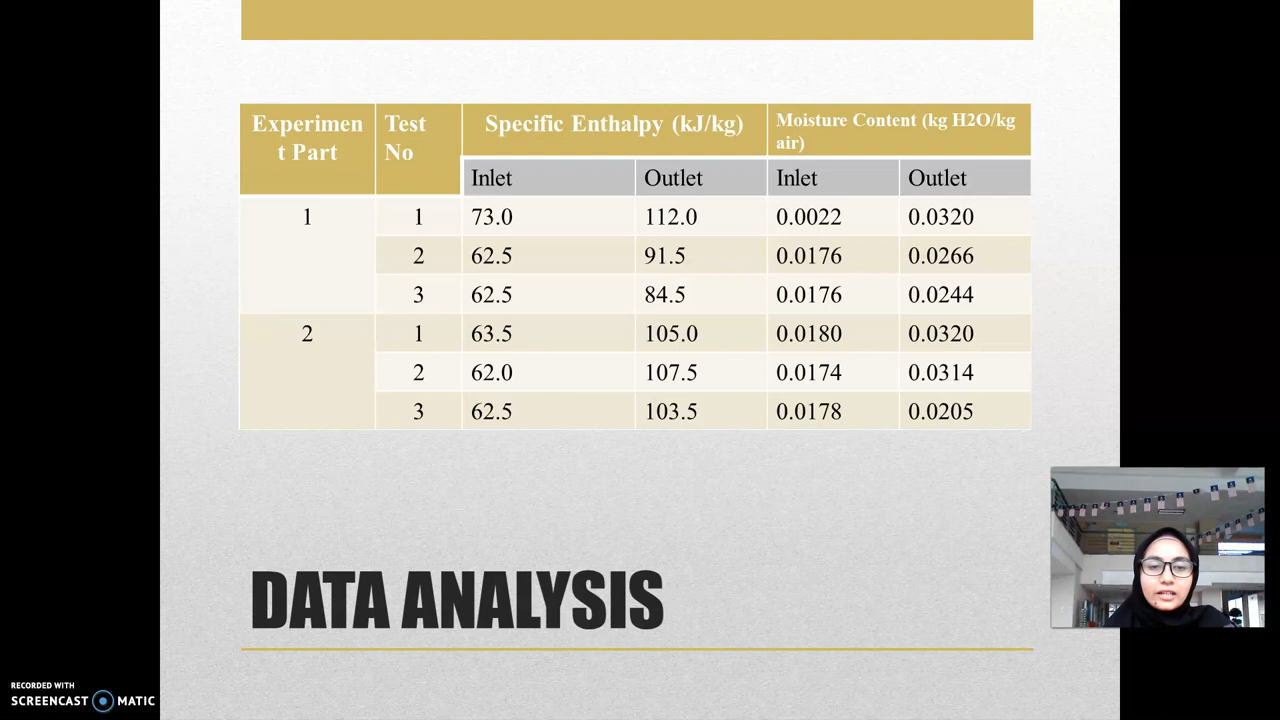 Experimen
t Part
Test
No
Specific Enthalpy (kJ/kg)
Moisture Content (kg H2O/kg
air)
Inlet Outlet Inlet Outlet
1 1 73.0 112.0 0.0022 0.0320
2 62.5 91.5 0.0176 0.0266
3 62.5 84.5 0.0176 0.0244
2 1 63.5 105.0 0.0180 0.0320
2 62.0 107.5 0.0174 0.0314
3 62.5 103.5 0.0178 0.0205
DATA ANALYSIS
RECORDED WITH
SCREENCAST MATIC